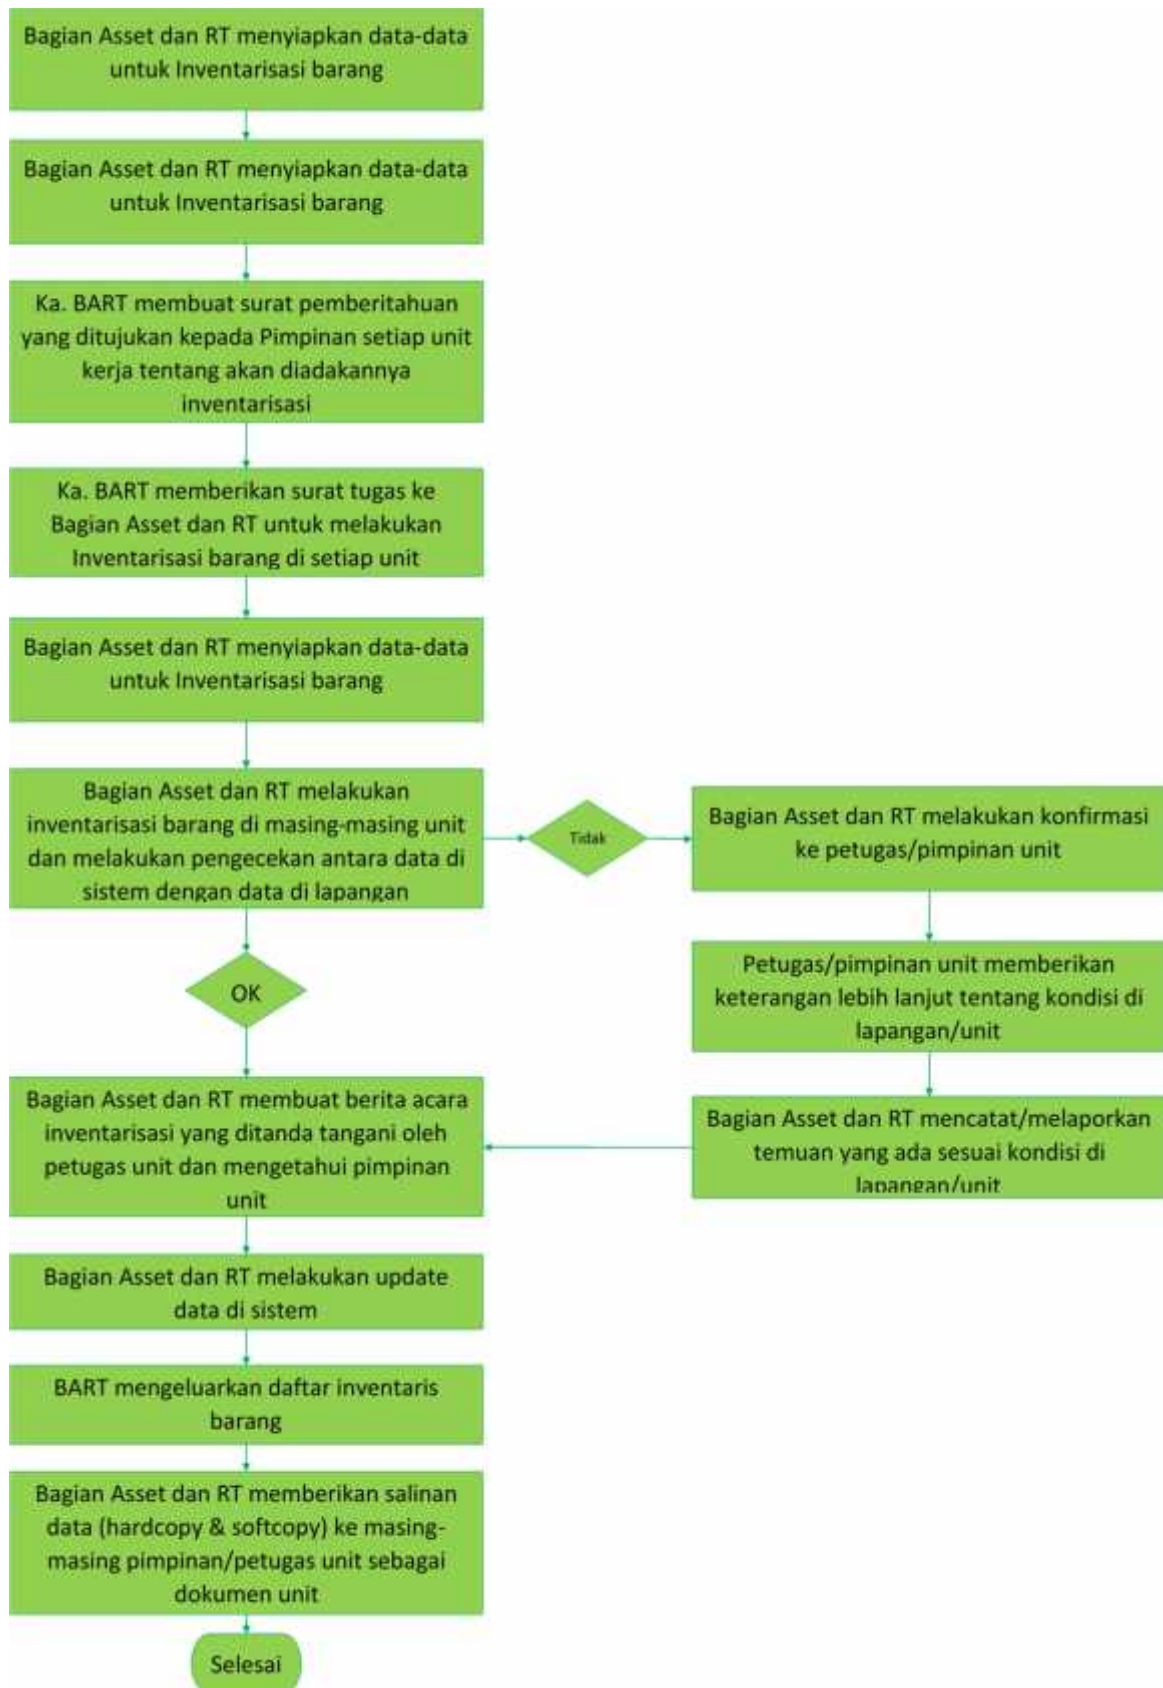 Bagian Asset dan RT menyiapkan data-data
untuk Inventarisasi barang
Bagian Asset dan RT menyiapkan data-data
untuk Inventarisasi barang
Ka. BART membuat surat pemberitahuan
yang ditujukan kepada Pimpinan setiap unit
kerja tentang akan diadakannya
inventarisasi
Ka. BART memberikan surat tugas ke
Bagian Asset dan RT untuk melakukan
Inventarisasi barang di setiap unit
Bagian Asset dan RT menyiapkan data-data
untuk Inventarisasi barang
Bagian Asset dan RT melakukan
inventarisasi barang di masing-masing unit
dan melakukan pengecekan antara data di
sistem dengan data di lapangan
Tidak
Bagian Asset dan RT melakukan konfirmasi
ke petugas/pimpinan unit
Petugas/pimpinan unit memberikan
keterangan lebih lanjut tentang kondisi di
lapangan/unit
Bagian Asset dan RT mencatat/melaporkan
temuan yang ada sesuai kondisi di
lapangan/unit
OK
Bagian Asset dan RT membuat berita acara
inventarisasi yang ditanda tangani oleh
petugas unit dan mengetahui pimpinan
unit
Bagian Asset dan RT melakukan update
data di sistem
BART mengeluarkan daftar inventaris
barang
Bagian Asset dan RT memberikan salinan
data (hardcopy & softcopy) ke masing-
masing pimpinan/petugas unit sebagai
dokumen unit
Selesai